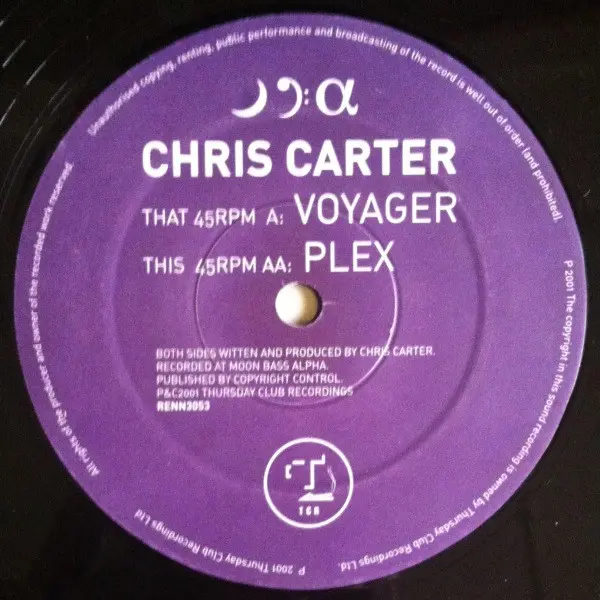 Unauthorised copying, renting, public performance and broadcasting of the record is well out of order (and prohibited).
α
CHRIS CARTER
THAT 45RPM A: VOYAGER
THIS 45RPM AA: PLEX
BOTH SIDES WITTEN AND PRODUCED BY CHRIS CARTER.
RECORDED AT MOON BASS ALPHA.
PUBLISHED BY COPYRIGHT CONTROL.
P&C2001 THURSDAY CLUB RECORDINGS
RENN3053
T
168
P 2001 The copyright in this sound recording is owned by Thursday Club Recordings Ltd.
P 2001 Thursday Club Recordings Ltd
All rights of the producer and owner of the recorded work reserved.